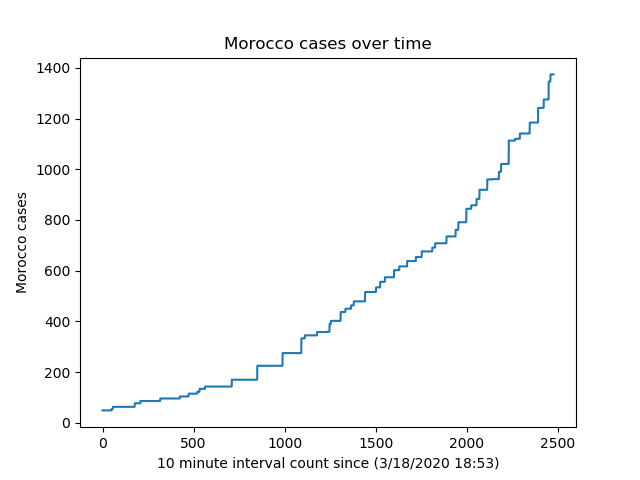 Morocco cases over time
1400
1200
1000
800
600
400
200
0
Morocco cases
0 500 1000 1500 2000 2500
10 minute interval count since (3/18/2020 18:53)